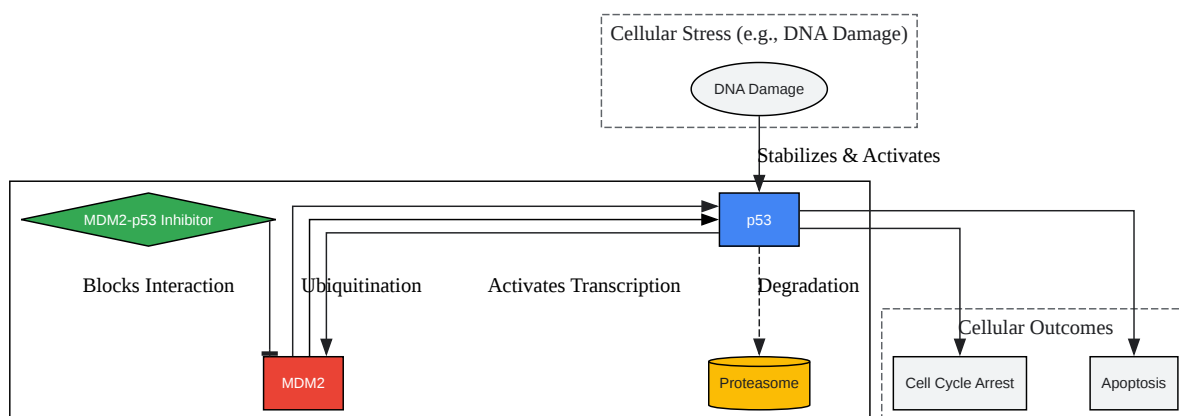 Cellular Stress (e.g., DNA Damage)
DNA Damage
Stabilizes & Activates
MDM2-p53 Inhibitor
p53
Blocks Interaction
Ubiquitination
Activates Transcription
Degradation
Cellular Outcomes
MDM2
Proteasome
Cell Cycle Arrest
Apoptosis